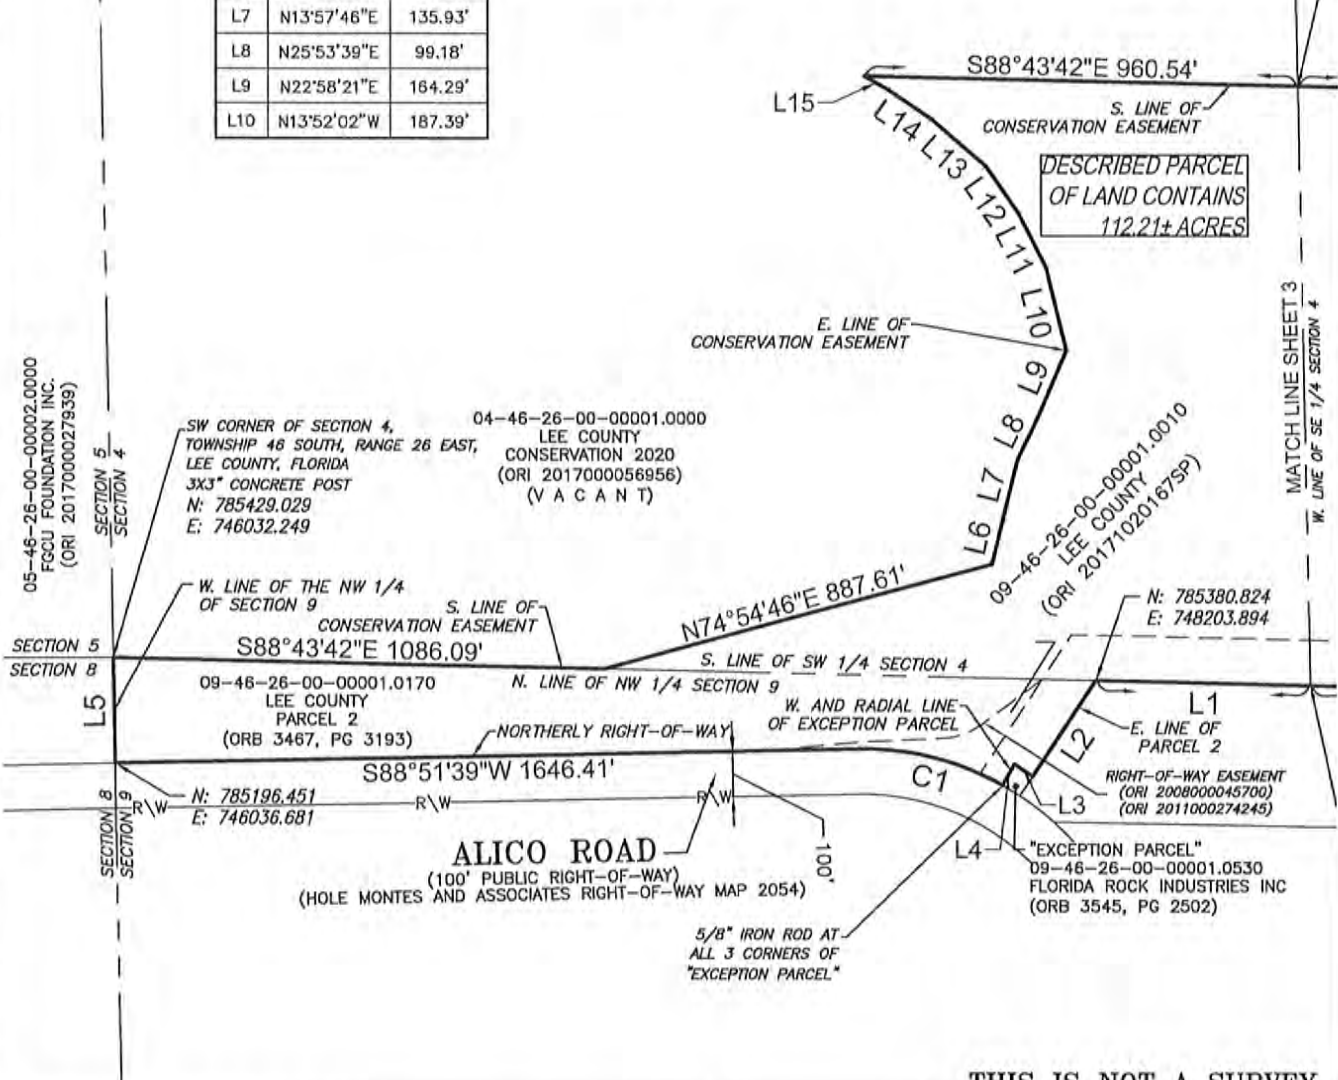 L7 N13°57'46"E 135.93'
L8 N25°53'39"E 99.18'
L9 N22°58'21"E 164.29'
L10 N13°52'02"W 187.39'
S88°43'42"E 960.54'
L15
S. LINE OF
CONSERVATION EASEMENT
L14
L13
L12
L11
L10
L9
L8
L7
L6
DESCRIBED PARCEL
OF LAND CONTAINS
112.21± ACRES
MATCH LINE SHEET 3
W. LINE OF SE 1/4 SECTION 4
E. LINE OF
CONSERVATION EASEMENT
05-46-26-00-00002.0000
FGCU FOUNDATION INC.
(ORI 2017000027939)
SECTION 5
SECTION 4
SW CORNER OF SECTION 4,
TOWNSHIP 46 SOUTH, RANGE 26 EAST,
LEE COUNTY, FLORIDA
3X3" CONCRETE POST
N: 785429.029
E: 746032.249
04-46-26-00-00001.0000
LEE COUNTY
CONSERVATION 2020
(ORI 2017000056956)
(V A C A N T)
09-46-26-00-00001.0010
LEE COUNTY
(ORI 20171020167SP)
W. LINE OF THE NW 1/4
OF SECTION 9
S. LINE OF
CONSERVATION EASEMENT
N74°54'46"E 887.61'
N: 785380.824
E: 748203.894
SECTION 5
SECTION 8
S88°43'42"E 1086.09'
S. LINE OF SW 1/4 SECTION 4
N. LINE OF NW 1/4 SECTION 9
L5
09-46-26-00-00001.0170
LEE COUNTY
PARCEL 2
(ORB 3467, PG 3193)
W. AND RADIAL LINE
OF EXCEPTION PARCEL
L1
L2
E. LINE OF
PARCEL 2
NORTHERLY RIGHT-OF-WAY
S88°51'39"W 1646.41'
C1
RIGHT-OF-WAY EASEMENT
(ORI 2008000045700)
(ORI 2011000274245)
L3
N: 785196.451
E: 746036.681
SECTION 8
SECTION 9
R\W
R\W
R\W
ALICO ROAD
(100' PUBLIC RIGHT-OF-WAY)
(HOLE MONTES AND ASSOCIATES RIGHT-OF-WAY MAP 2054)
100'
L4
"EXCEPTION PARCEL"
09-46-26-00-00001.0530
FLORIDA ROCK INDUSTRIES INC
(ORB 3545, PG 2502)
5/8" IRON ROD AT
ALL 3 CORNERS OF
"EXCEPTION PARCEL"
THIS IS NOT A SURVEY